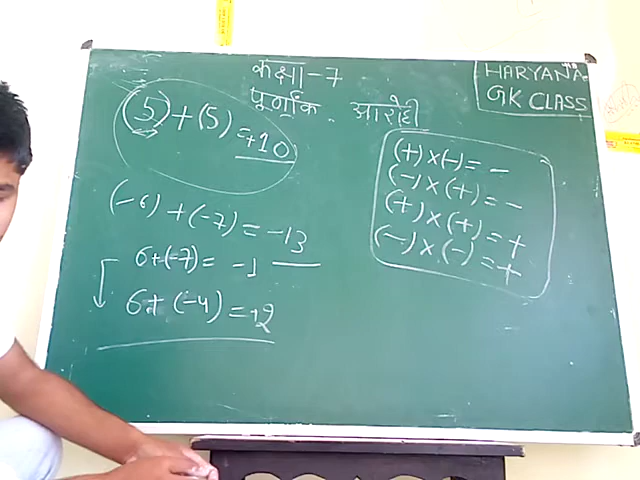 कक्षा-7
पूर्णांक . आरोही
HARYANA
GK CLASS
(5)+(5)=+10
(-6)+(-7)=-13
6+(-7)= -1
6+(-4)=+2
(+)×(-)= -
(-)×(+)= -
(+)×(+)=+
(-)×(-)=+